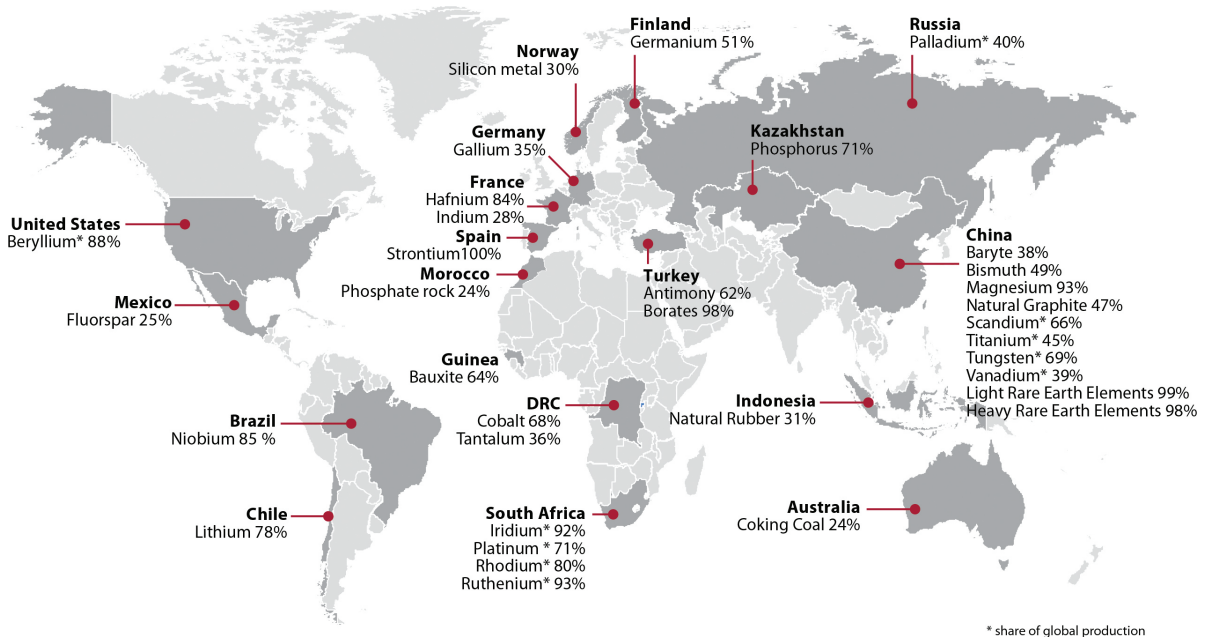 Finland
Germanium 51%
Russia
Palladium* 40%
Norway
Silicon metal 30%
Germany
Gallium 35%
Kazakhstan
Phosphorus 71%
France
Hafnium 84%
Indium 28%
United States
Beryllium* 88%
Spain
Strontium100%
China
Baryte 38%
Bismuth 49%
Magnesium 93%
Natural Graphite 47%
Scandium* 66%
Titanium* 45%
Tungsten* 69%
Vanadium* 39%
Light Rare Earth Elements 99%
Heavy Rare Earth Elements 98%
Morocco
Phosphate rock 24%
Turkey
Antimony 62%
Borates 98%
Mexico
Fluorspar 25%
Guinea
Bauxite 64%
DRC
Cobalt 68%
Tantalum 36%
Indonesia
Natural Rubber 31%
Brazil
Niobium 85 %
Chile
Lithium 78%
South Africa
Iridium* 92%
Platinum * 71%
Rhodium* 80%
Ruthenium* 93%
Australia
Coking Coal 24%
* share of global production